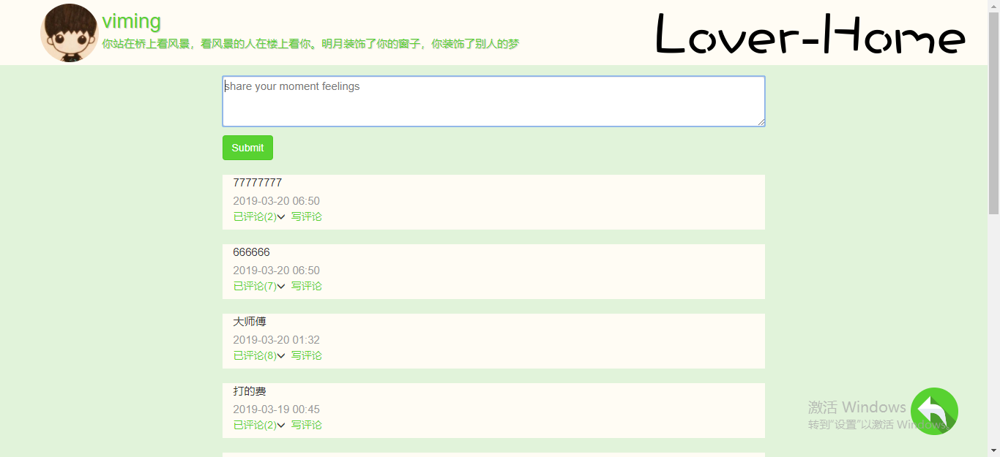 viming
你站在桥上看风景，看风景的人在楼上看你。明月装饰了你的窗子，你装饰了别人的梦
Lover-Home
share your moment feelings
Submit
77777777
2019-03-20 06:50
已评论(2) 写评论
666666
2019-03-20 06:50
已评论(7) 写评论
大师傅
2019-03-20 01:32
已评论(8) 写评论
打的费
2019-03-19 00:45
已评论(2) 写评论
激活 Windows
转到"设置"以激活 Windows。